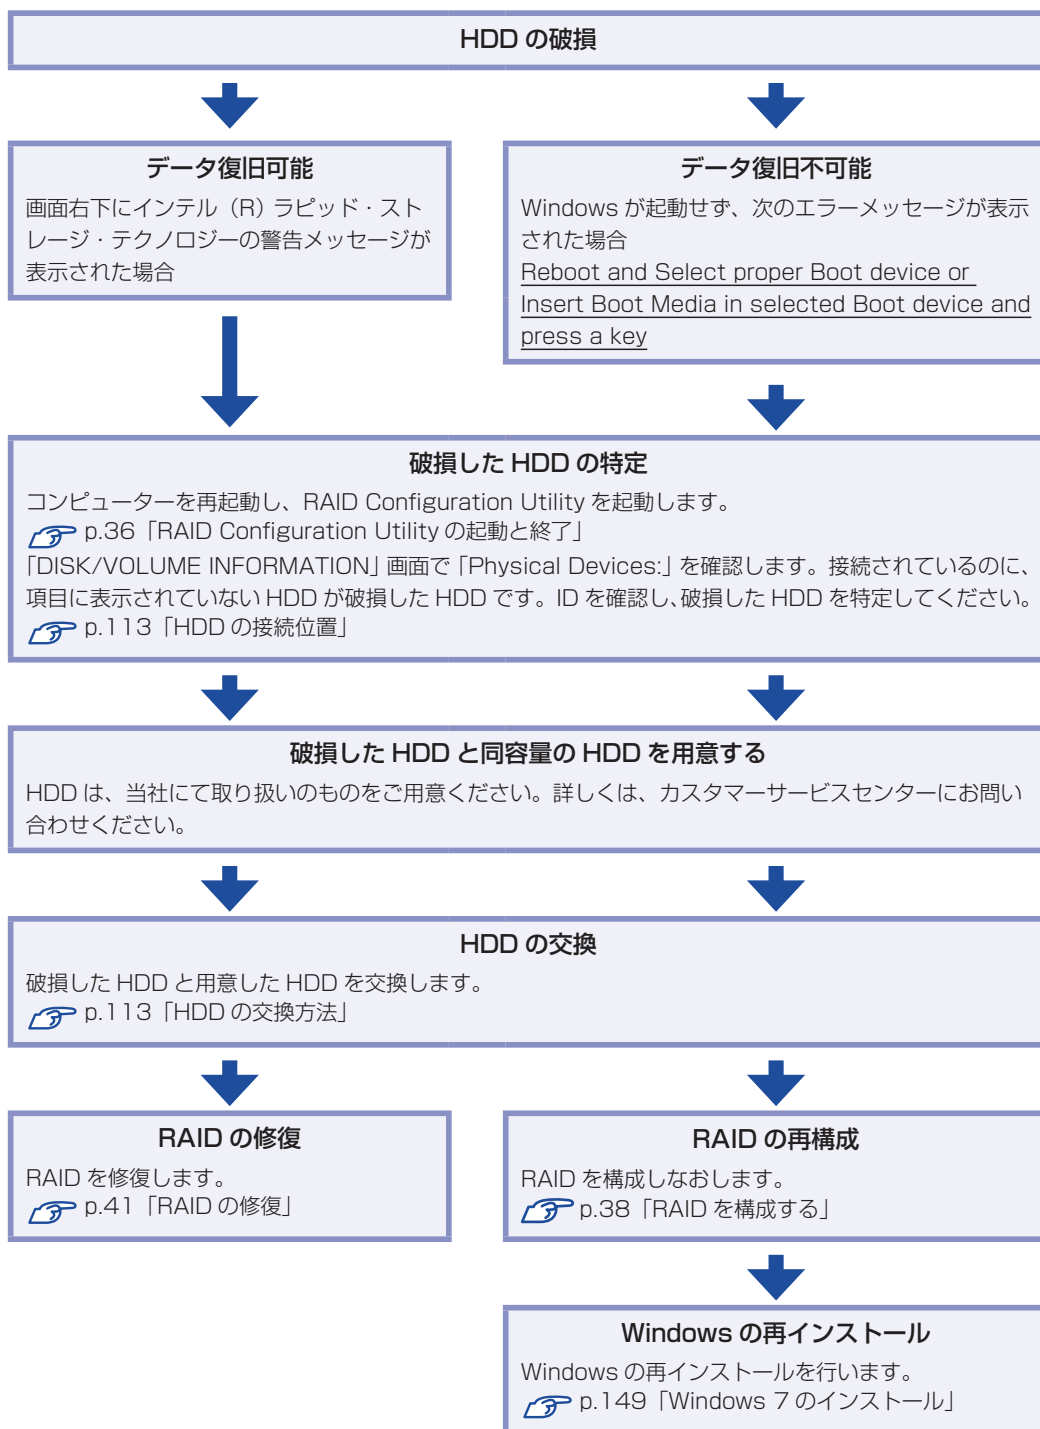 HDD の破損
データ復旧可能
画面右下にインテル（R）ラピッド・スト
レージ・テクノロジーの警告メッセージが
表示された場合
データ復旧不可能
Windows が起動せず、次のエラーメッセージが表示
された場合
Reboot and Select proper Boot device or
Insert Boot Media in selected Boot device and
press a key
破損した HDD の特定
コンピューターを再起動し、RAID Configuration Utility を起動します。
p.36「RAID Configuration Utility の起動と終了」
「DISK/VOLUME INFORMATION」画面で「Physical Devices:」を確認します。接続されているのに、
項目に表示されていない HDD が破損した HDD です。ID を確認し、破損した HDD を特定してください。
p.113「HDD の接続位置」
破損した HDD と同容量の HDD を用意する
HDD は、当社にて取り扱いのものをご用意ください。詳しくは、カスタマーサービスセンターにお問い
合わせください。
HDD の交換
破損した HDD と用意した HDD を交換します。
p.113「HDD の交換方法」
RAID の修復
RAID を修復します。
p.41「RAID の修復」
RAID の再構成
RAID を構成しなおします。
p.38「RAID を構成する」
Windows の再インストール
Windows の再インストールを行います。
p.149「Windows 7 のインストール」